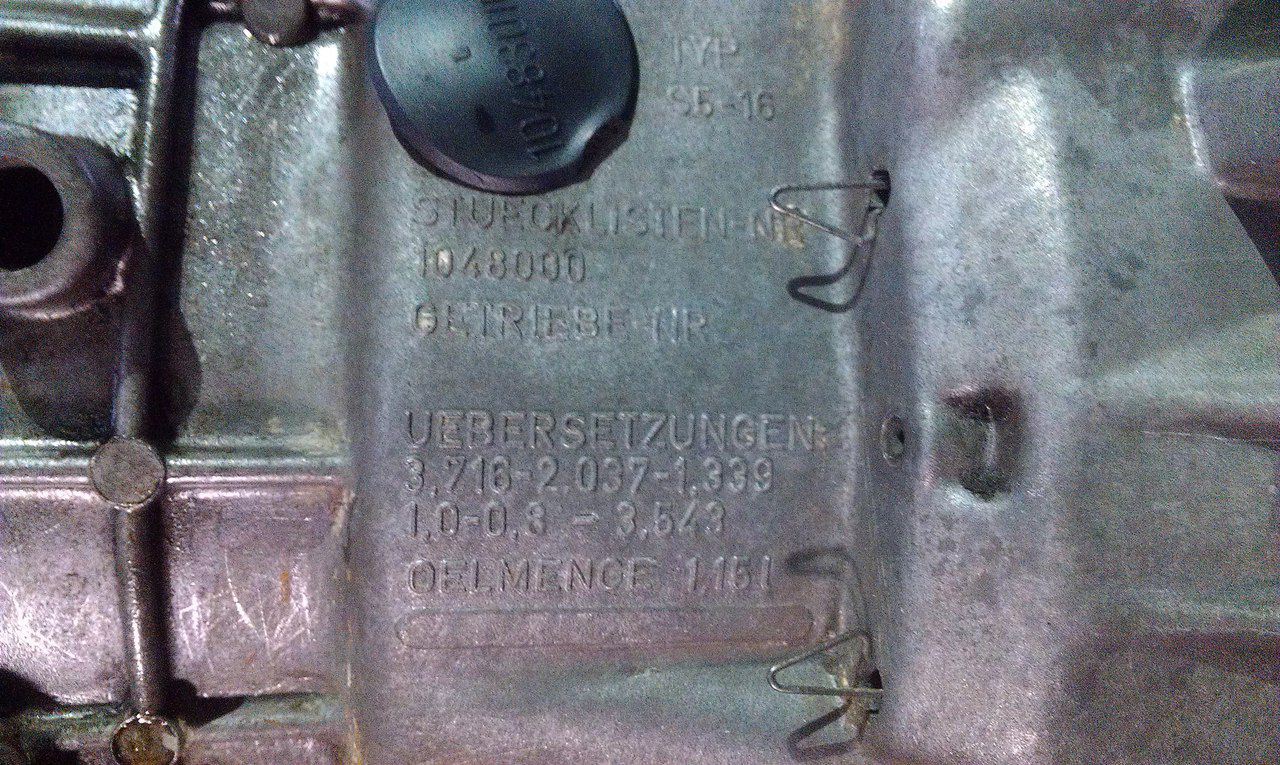 TYP
S5-16
STUECKLISTEN-NR
1048000
GETRIEBE-NR
UEBERSETZUNGEN:
3.716-2.037-1.339
1.0-0.8 - 3.543
OELMENGE 1,15 l